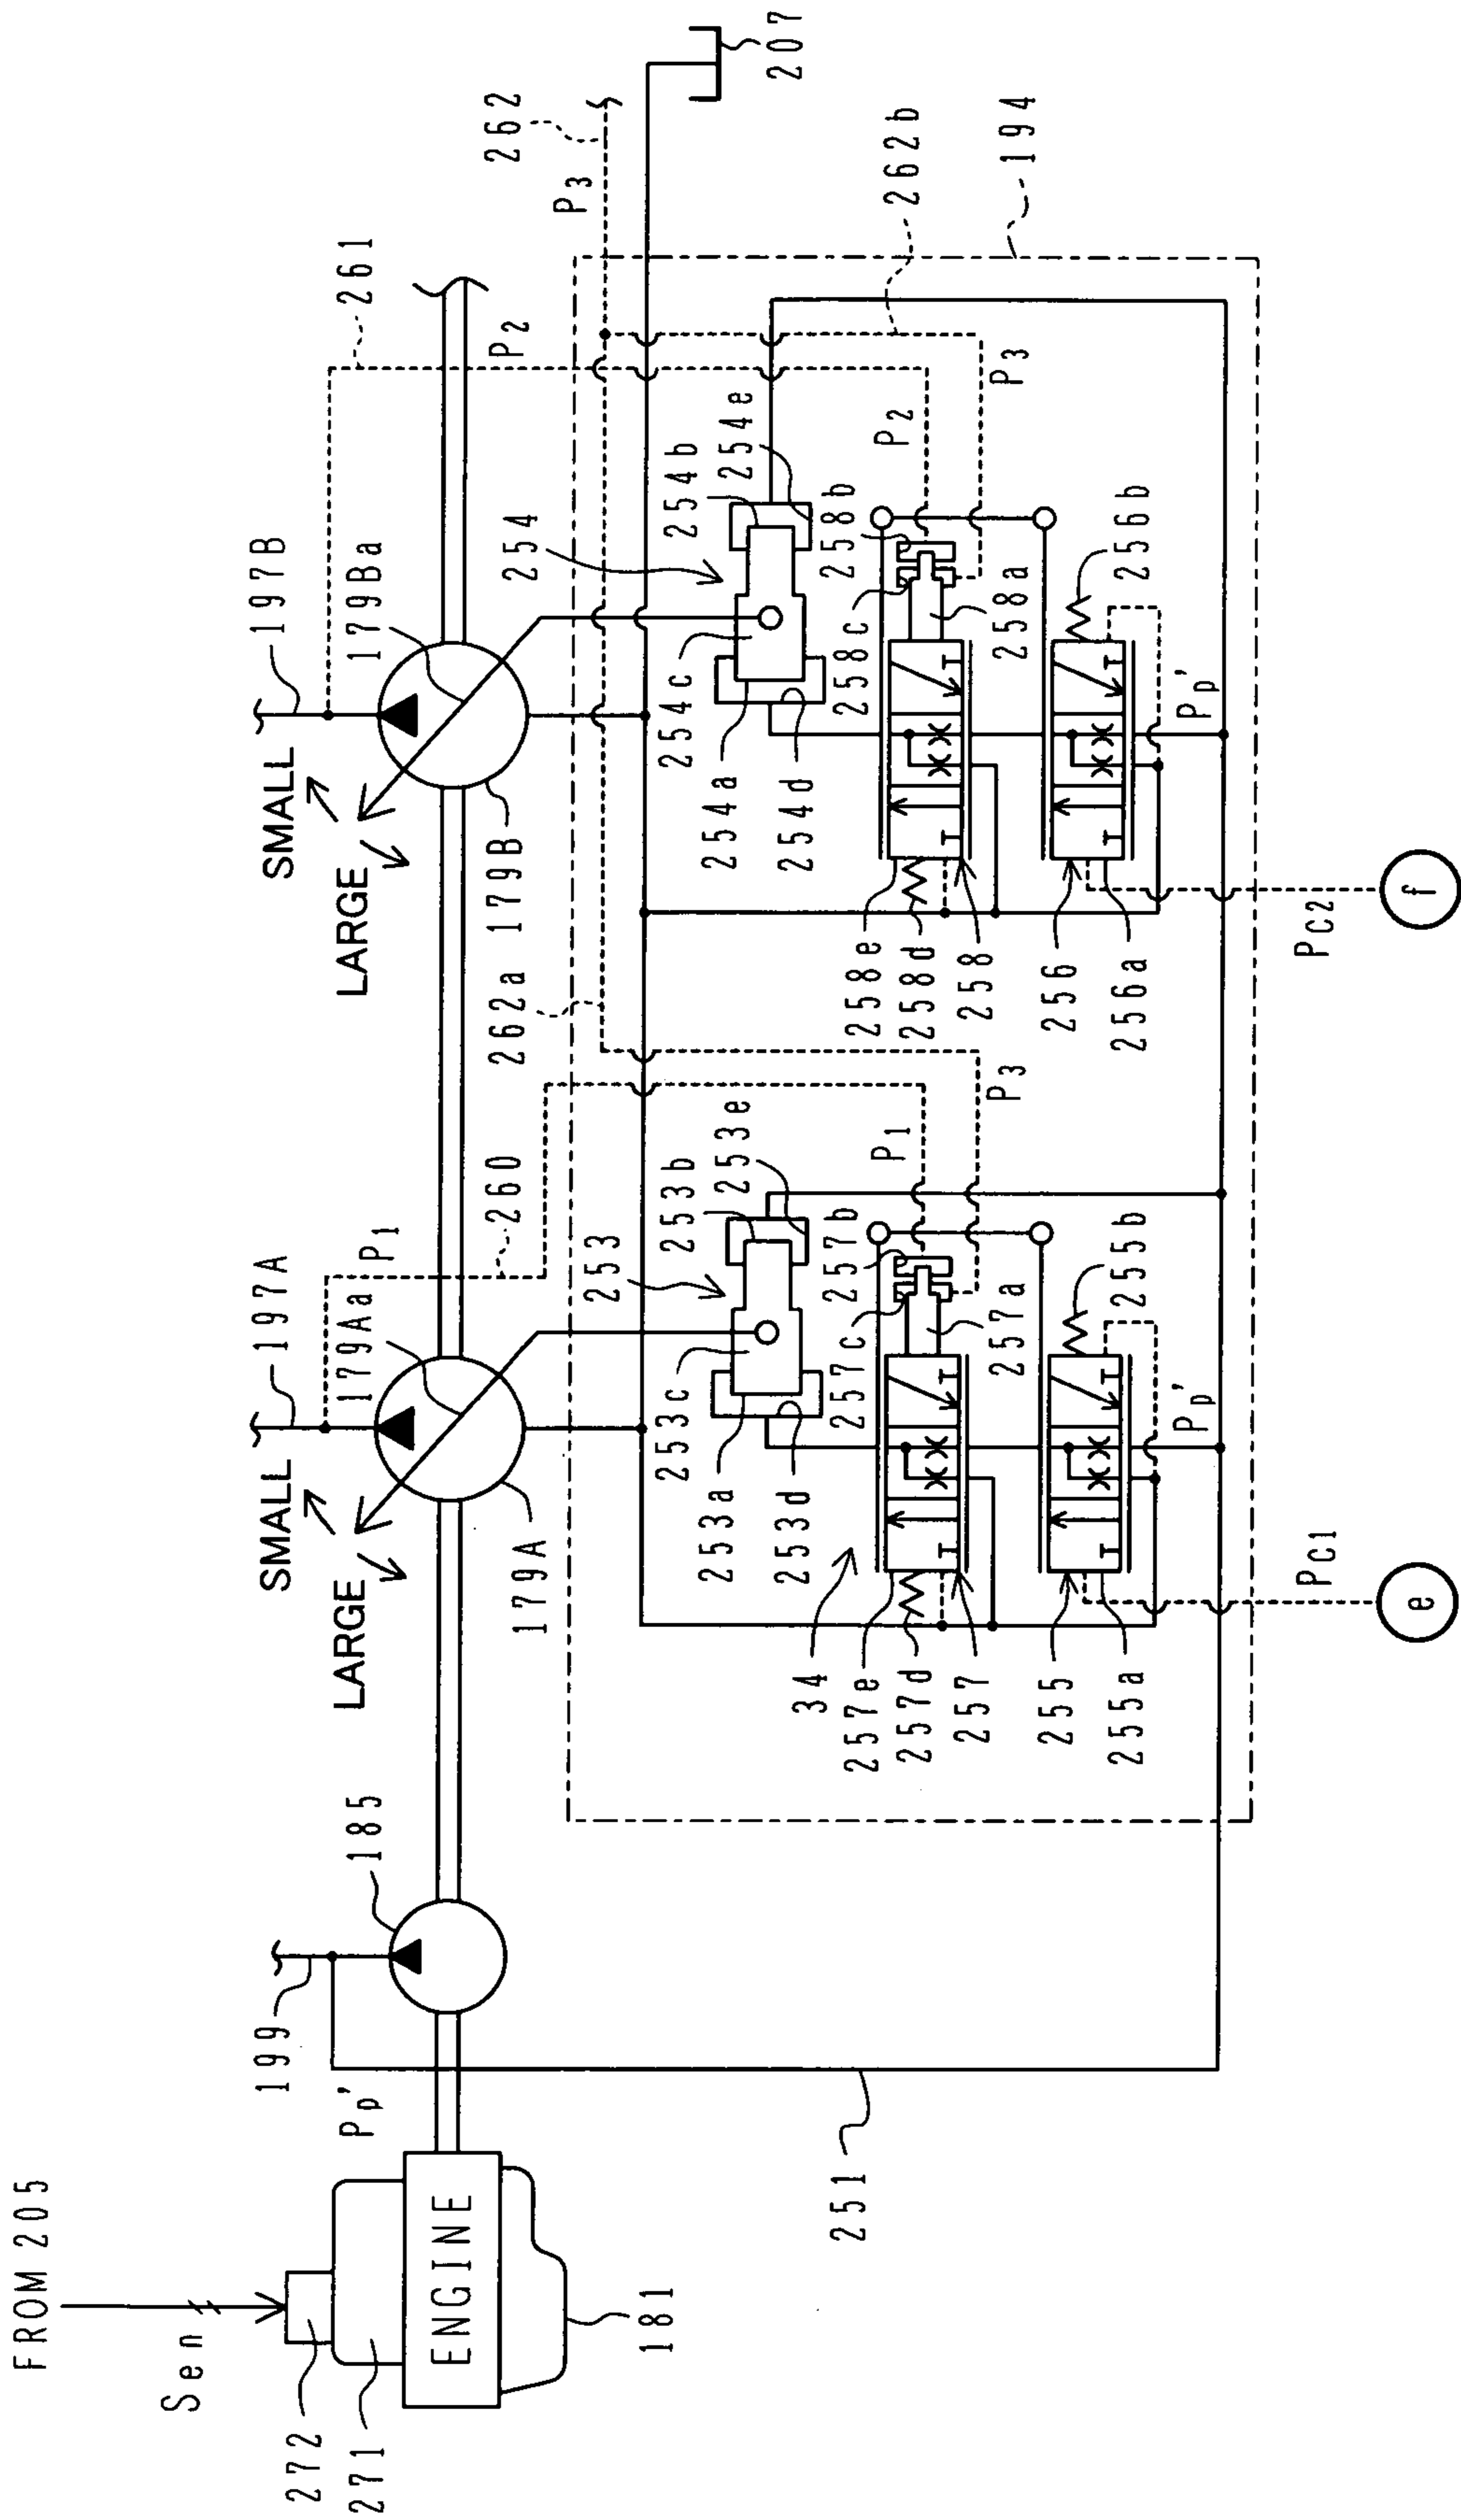 FROM 205
Sen
272
271
ENGINE
181
199
Pp'
185
251
SMALL
LARGE
197A
P1
179Aa
260
179A
253
253b
253e
253c
253a
253d
P1
P3
257b
257c
257a
255b
34
257e
257d
257
255
255a
Pp'
Pc1
e
SMALL
LARGE
197B
179Ba
261
P2
179B
262a
254
254b
254e
254c
254a
254d
262
P3
207
262b
194
P2
P3
258b
258c
258a
256b
258e
258d
258
256
256a
Pp'
Pc2
f
T
T
T
T
T
T
T
T